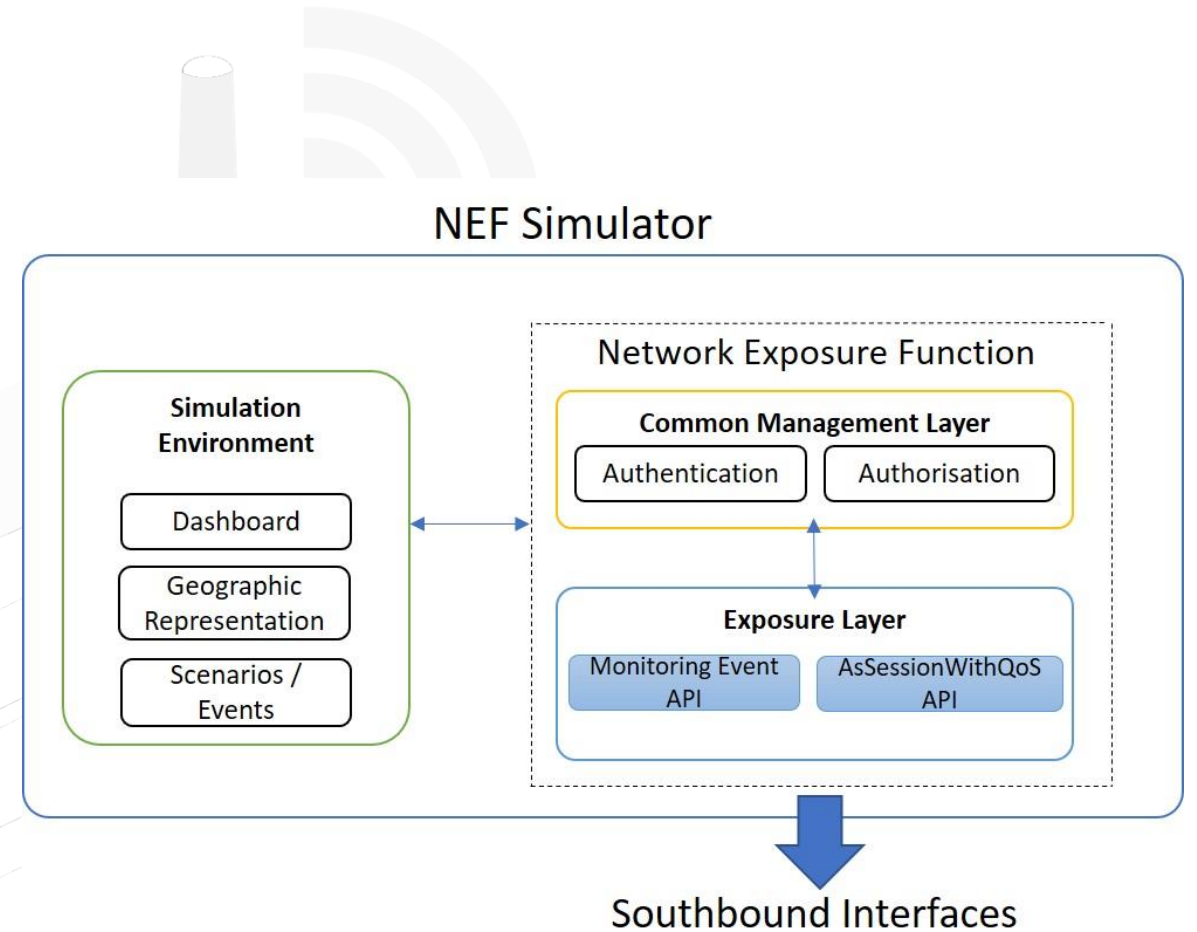 NEF Simulator
Network Exposure Function
Simulation
Environment
Dashboard
Geographic
Representation
Scenarios /
Events
Common Management Layer
Authentication
Authorisation
Exposure Layer
Monitoring Event
API
AsSessionWithQoS
API
Southbound Interfaces